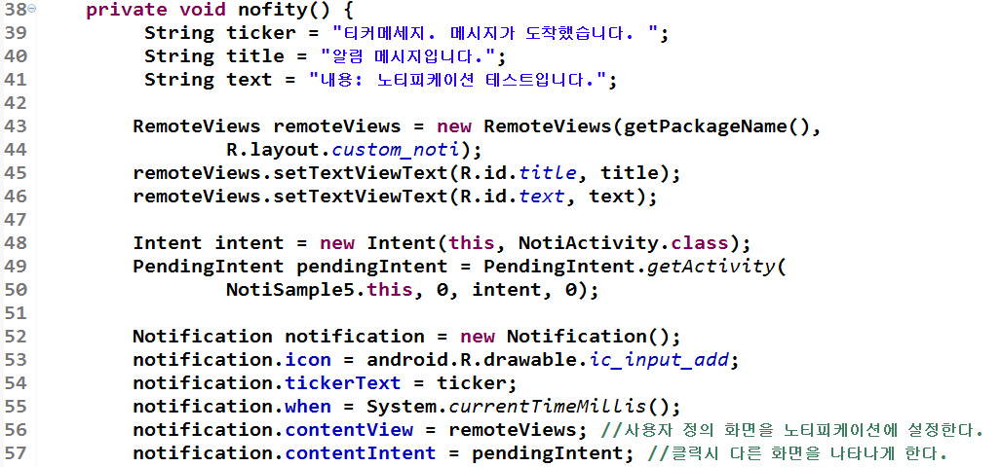 38 private void nofity() {
39 String ticker = "티커메세지. 메시지가 도착했습니다. ";
40 String title = "알림 메시지입니다.";
41 String text = "내용: 노티피케이션 테스트입니다.";
42
43 RemoteViews remoteViews = new RemoteViews(getPackageName(),
44 R.layout.custom_noti);
45 remoteViews.setTextViewText(R.id.title, title);
46 remoteViews.setTextViewText(R.id.text, text);
47
48 Intent intent = new Intent(this, NotiActivity.class);
49 PendingIntent pendingIntent = PendingIntent.getActivity(
50 NotiSample5.this, 0, intent, 0);
51
52 Notification notification = new Notification();
53 notification.icon = android.R.drawable.ic_input_add;
54 notification.tickerText = ticker;
55 notification.when = System.currentTimeMillis();
56 notification.contentView = remoteViews; //사용자 정의 화면을 노티피케이션에 설정한다.
57 notification.contentIntent = pendingIntent; //클릭시 다른 화면을 나타나게 한다.